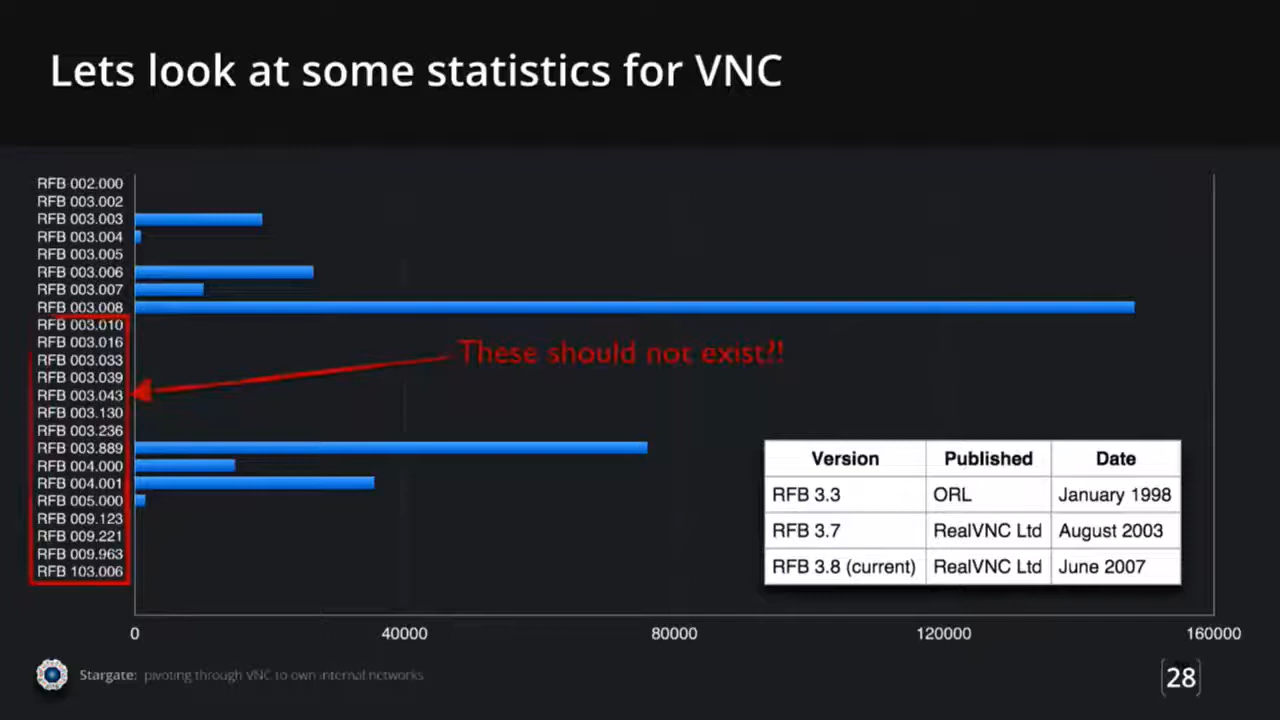 Lets look at some statistics for VNC
RFB 002.000
RFB 003.002
RFB 003.003
RFB 003.004
RFB 003.005
RFB 003.006
RFB 003.007
RFB 003.008
RFB 003.010
RFB 003.016
RFB 003.033
RFB 003.039
RFB 003.043
RFB 003.130
RFB 003.236
RFB 003.889
RFB 004.000
RFB 004.001
RFB 005.000
RFB 009.123
RFB 009.221
RFB 009.963
RFB 103.006
These should not exist?!
Version Published Date
RFB 3.3 ORL January 1998
RFB 3.7 RealVNC Ltd August 2003
RFB 3.8 (current) RealVNC Ltd June 2007
0 40000 80000 120000 160000
Stargate: pivoting through VNC to own internal networks
28